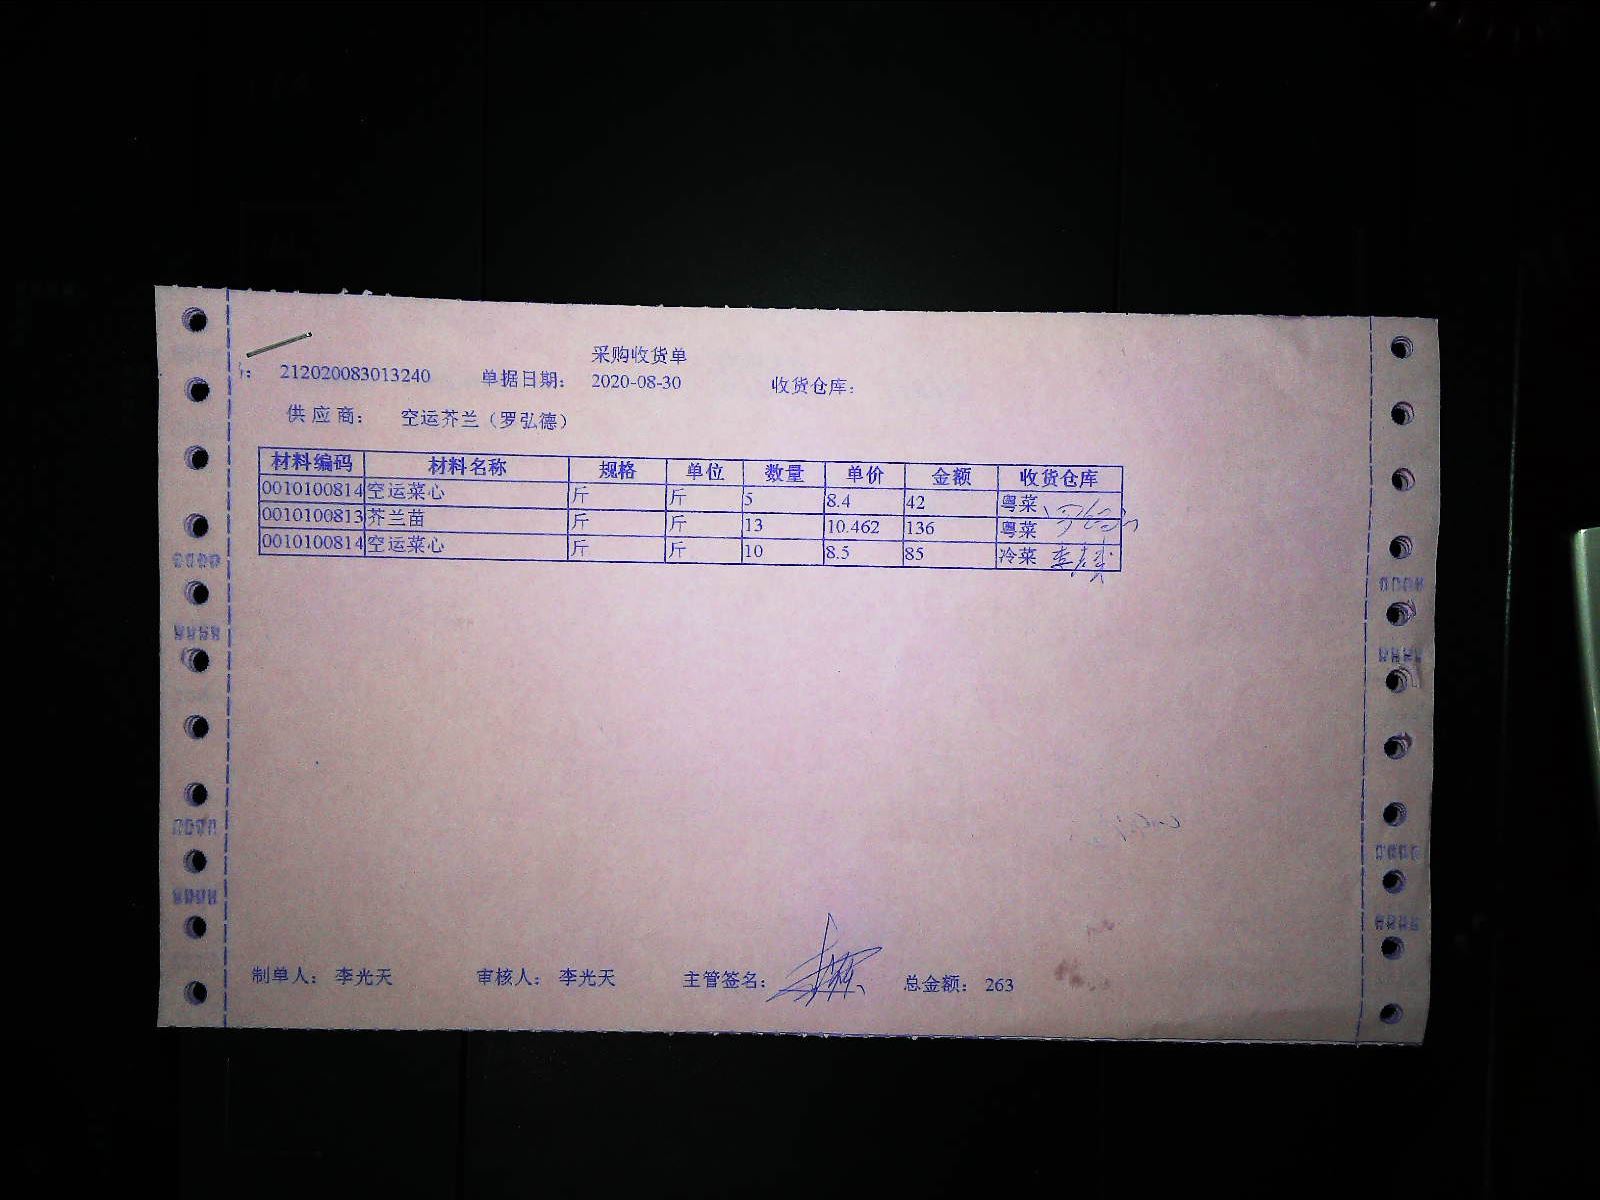 采购收货单
212020083013240 单据日期: 2020-08-30 收货仓库:
供应商: 空运芥兰（罗弘德）
材料编码 材料名称 规格 单位 数量 单价 金额 收货仓库
0010100814 空运菜心 斤 斤 5 8.4 42 粤菜
0010100813 芥兰苗 斤 斤 13 10.462 136 粤菜
0010100814 空运菜心 斤 斤 10 8.5 85 冷菜
制单人: 李光天 审核人: 李光天 主管签名: 总金额: 263